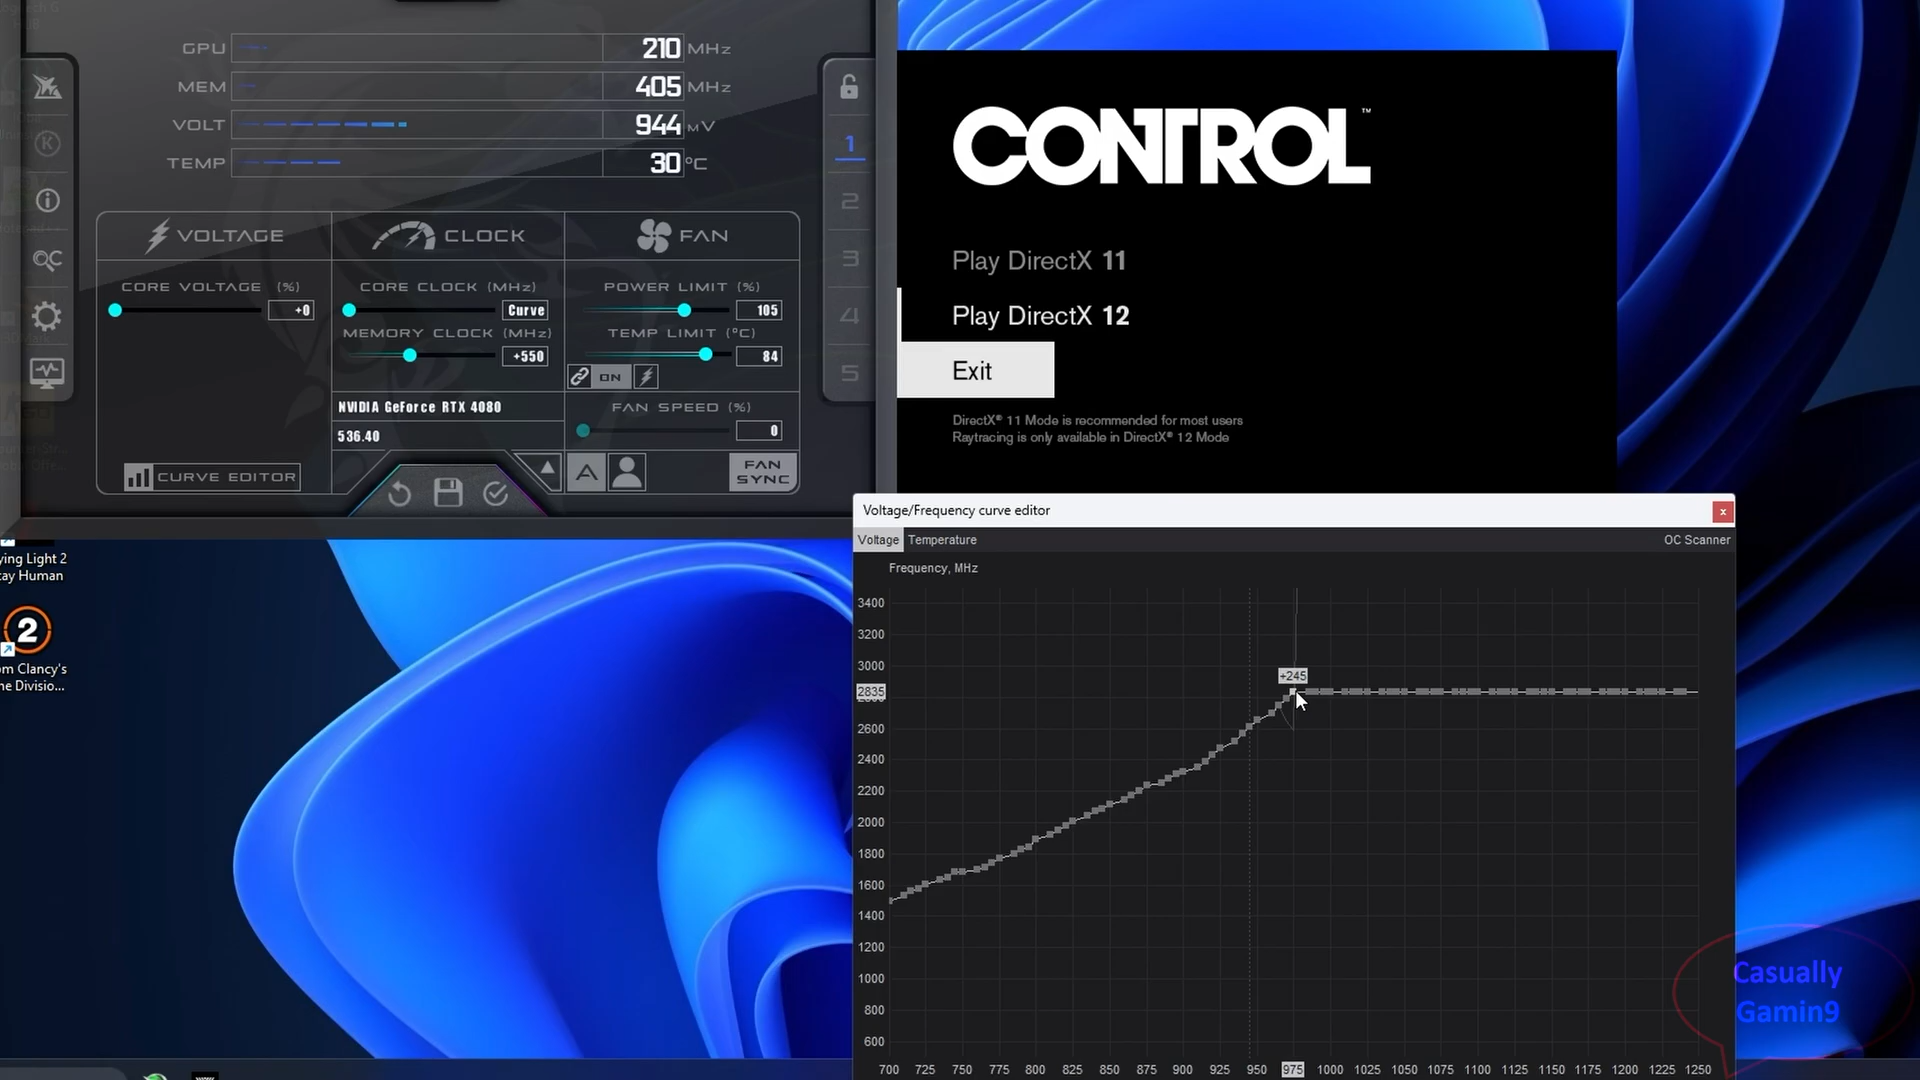 GPU 210 MHz
MEM 405 MHz
VOLT 944 mV
TEMP 30 °C
K
1
2
3
4
5
VOLTAGE
CLOCK
FAN
CORE VOLTAGE (%)
+0
CORE CLOCK (MHz)
Curve
MEMORY CLOCK (MHz)
+550
POWER LIMIT (%)
105
TEMP LIMIT (°C)
84
ON
NVIDIA GeForce RTX 4080
536.40
FAN SPEED (%)
0
CURVE EDITOR
A
FAN
SYNC
CONTROL™
Play DirectX 11
Play DirectX 12
Exit
DirectX® 11 Mode is recommended for most users
Raytracing is only available in DirectX® 12 Mode
ying Light 2
tay Human
2
om Clancy's
he Divisio...
Voltage/Frequency curve editor
x
Voltage Temperature OC Scanner
Frequency, MHz
3400
3200
3000
2835
2600
2400
2200
2000
1800
1600
1400
1200
1000
800
600
+245
700 725 750 775 800 825 850 875 900 925 950 975 1000 1025 1050 1075 1100 1125 1150 1175 1200 1225 1250
Casually
Gamin9